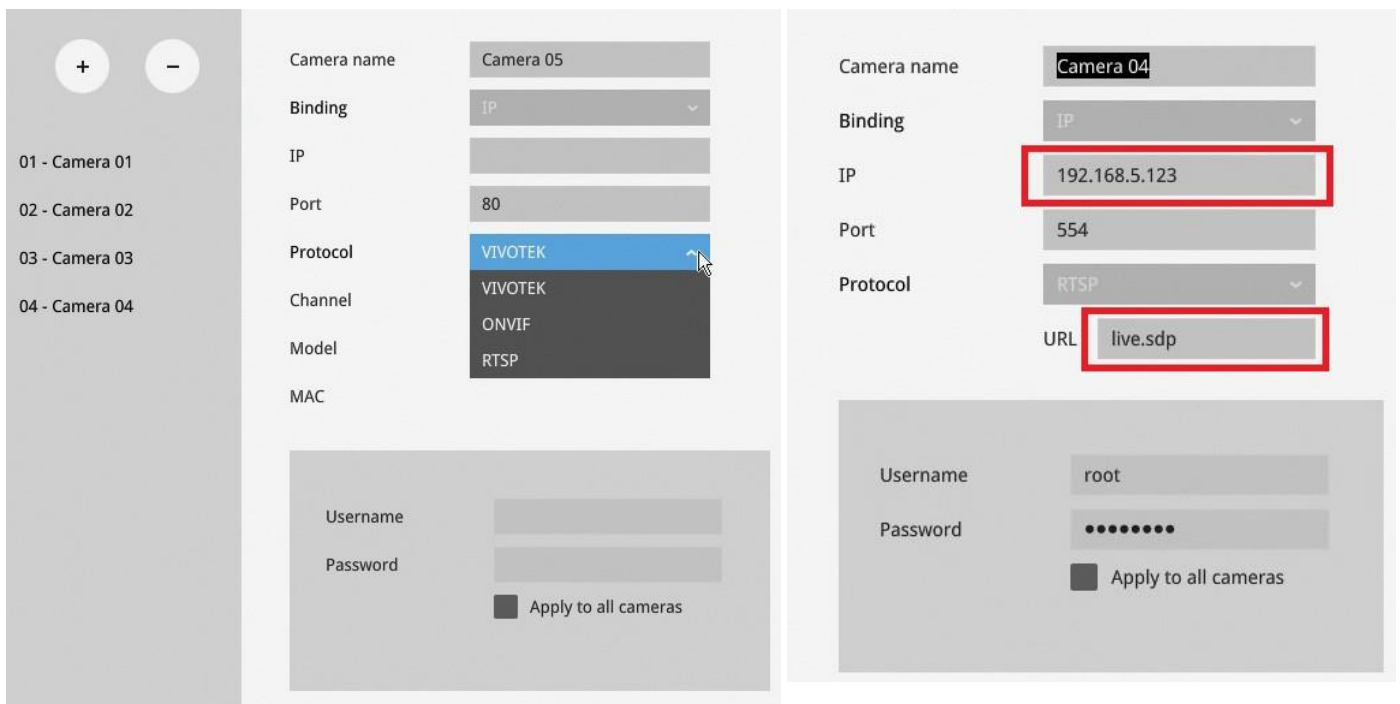 + −
01 - Camera 01
02 - Camera 02
03 - Camera 03
04 - Camera 04
Camera name Camera 05
Binding IP
IP
Port 80
Protocol VIVOTEK
VIVOTEK
ONVIF
RTSP
Channel
Model
MAC
Username
Password
Apply to all cameras
Camera name Camera 04
Binding IP
IP 192.168.5.123
Port 554
Protocol RTSP
URL live.sdp
Username root
Password ●●●●●●●●
Apply to all cameras